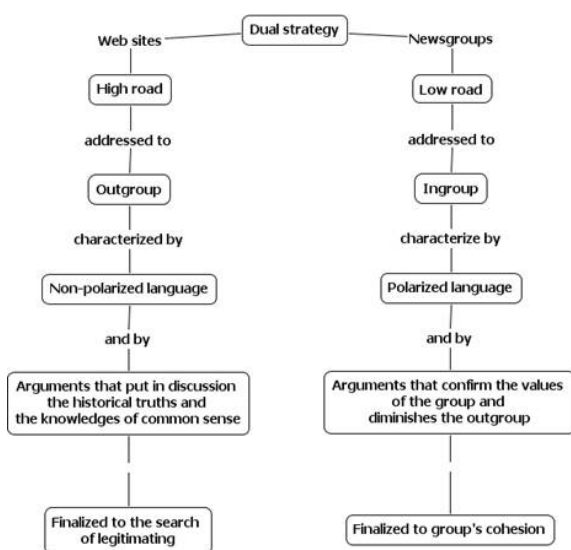 Dual strategy
Web sites
High road
addressed to
Outgroup
characterized by
Non-polarized language
and by
Arguments that put in discussion
the historical truths and
the knowledges of common sense
Finalized to the search
of legitimating
Newsgroups
Low road
addressed to
Ingroup
characterize by
Polarized language
and by
Arguments that confirm the values
of the group and
diminishes the outgroup
Finalized to group's cohesion